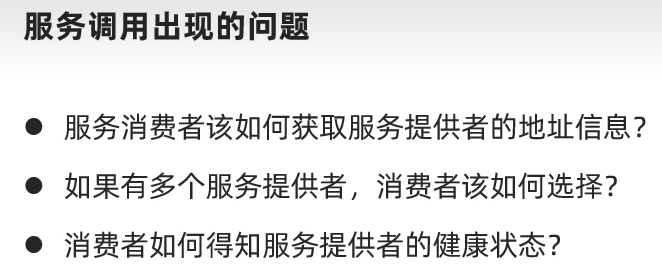 服务调用出现的问题
● 服务消费者该如何获取服务提供者的地址信息？
● 如果有多个服务提供者，消费者该如何选择？
● 消费者如何得知服务提供者的健康状态？